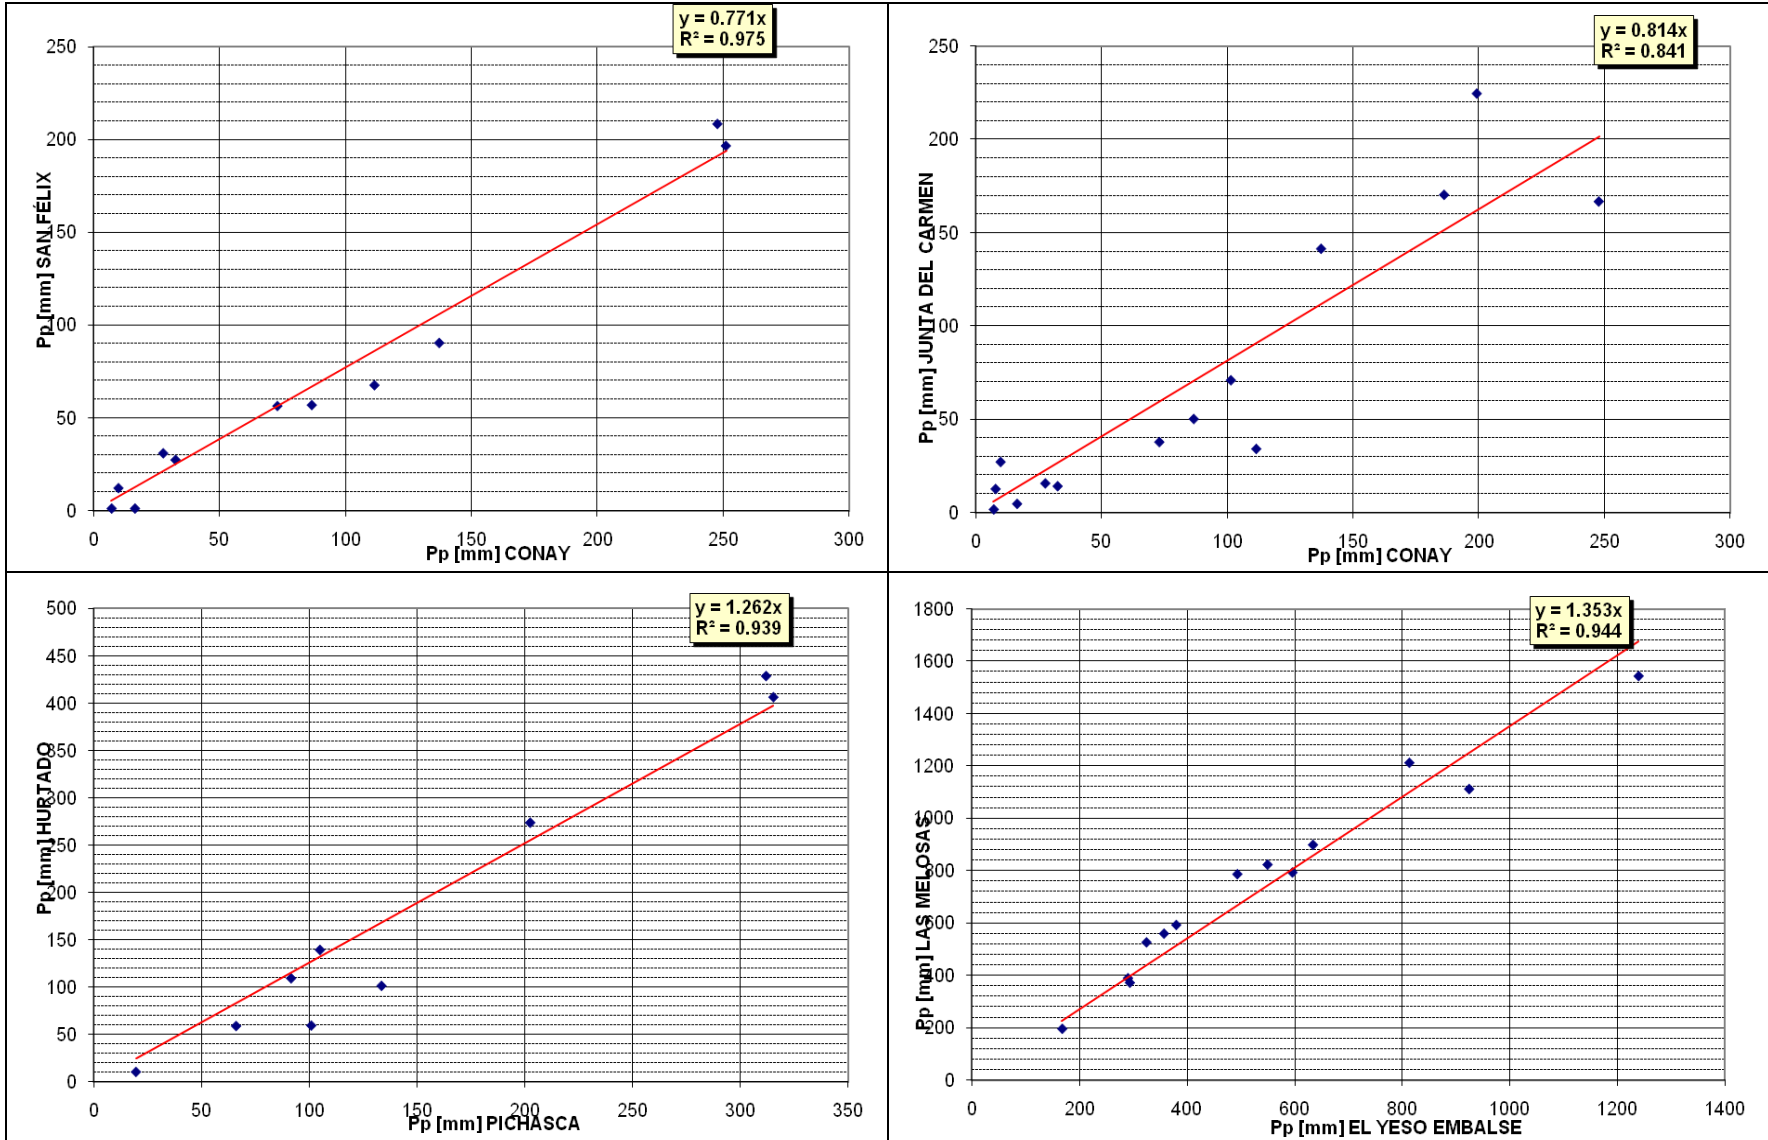 y = 0.771x
R² = 0.975
250
200
150
100
50
0
Pp [mm] SAN FÉLIX
0 50 100 150 200 250 300
Pp [mm] CONAY
y = 0.814x
R² = 0.841
250
200
150
100
50
0
Pp [mm] JUNTA DEL CARMEN
0 50 100 150 200 250 300
Pp [mm] CONAY
y = 1.262x
R² = 0.939
500
450
400
350
300
250
200
150
100
50
0
Pp [mm] HURTADO
0 50 100 150 200 250 300 350
Pp [mm] PICHASCA
y = 1.353x
R² = 0.944
1800
1600
1400
1200
1000
800
600
400
200
0
Pp [mm] LAS MELOSAS
0 200 400 600 800 1000 1200 1400
Pp [mm] EL YESO EMBALSE